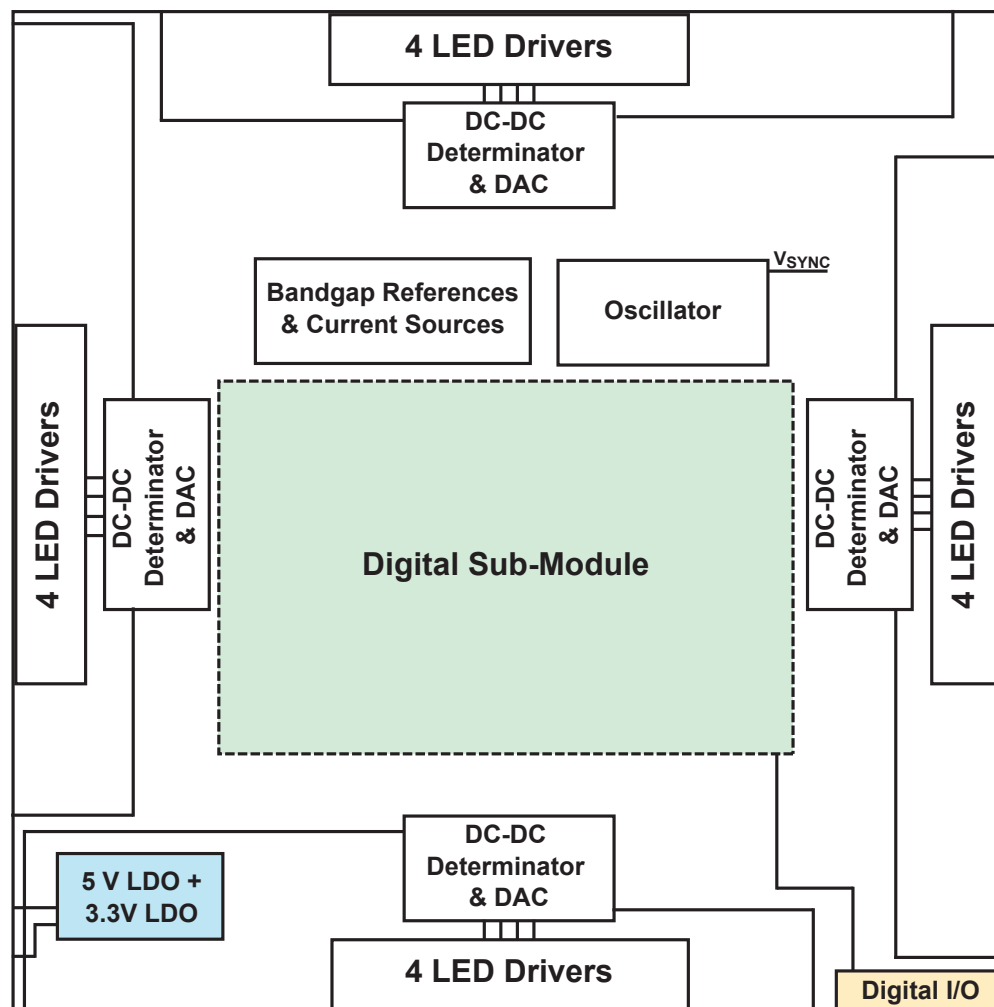 4 LED Drivers
DC-DC
Determinator
& DAC
Bandgap References
& Current Sources
Oscillator
VSYNC
4 LED Drivers
DC-DC
Determinator
& DAC
Digital Sub-Module
DC-DC
Determinator
& DAC
4 LED Drivers
5 V LDO +
3.3V LDO
DC-DC
Determinator
& DAC
4 LED Drivers
Digital I/O